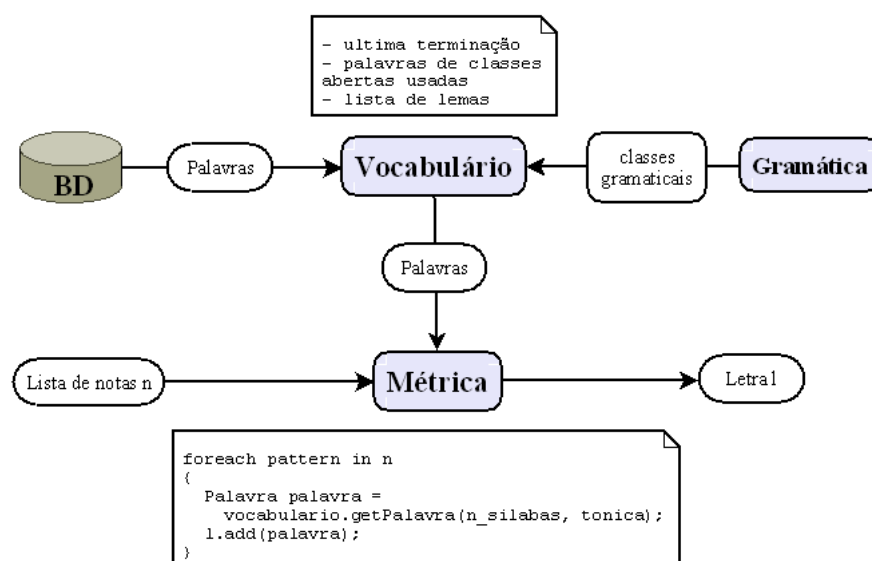 - ultima terminação
- palavras de classes
abertas usadas
- lista de lemas
BD
Palavras
Vocabulário
classes
gramaticais
Gramática
Palavras
Lista de notas n
Métrica
Letra l
foreach pattern in n
{
Palavra palavra =
vocabulario.getPalavra(n_silabas, tonica);
l.add(palavra);
}